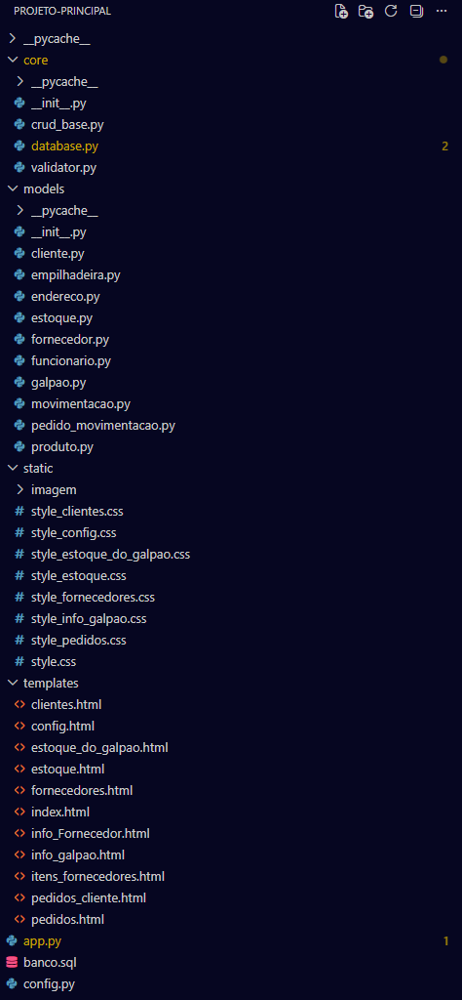 PROJETO-PRINCIPAL
__pycache__
core
__pycache__
__init__.py
crud_base.py
database.py 2
validator.py
models
__pycache__
__init__.py
cliente.py
empilhadeira.py
endereco.py
estoque.py
fornecedor.py
funcionario.py
galpao.py
movimentacao.py
pedido_movimentacao.py
produto.py
static
imagem
style_clientes.css
style_config.css
style_estoque_do_galpao.css
style_estoque.css
style_fornecedores.css
style_info_galpao.css
style_pedidos.css
style.css
templates
clientes.html
config.html
estoque_do_galpao.html
estoque.html
fornecedores.html
index.html
info_Fornecedor.html
info_galpao.html
itens_fornecedores.html
pedidos_cliente.html
pedidos.html
app.py 1
banco.sql
config.py